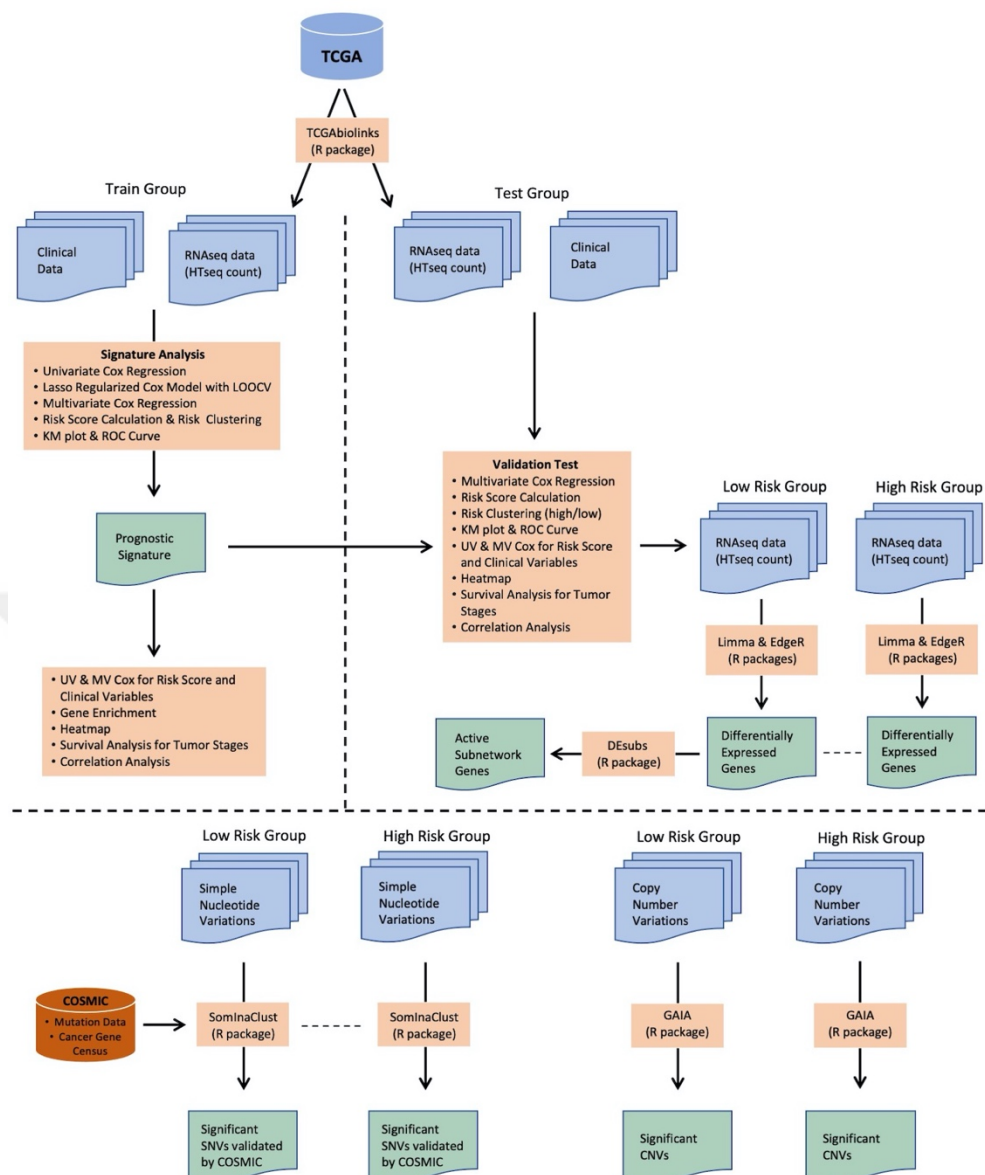 TCGA
TCGAbiolinks
(R package)
Train Group
Test Group
Clinical
Data
RNAseq data
(HTseq count)
RNAseq data
(HTseq count)
Clinical
Data
Signature Analysis
• Univariate Cox Regression
• Lasso Regularized Cox Model with LOOCV
• Multivariate Cox Regression
• Risk Score Calculation & Risk Clustering
• KM plot & ROC Curve
Prognostic
Signature
• UV & MV Cox for Risk Score and
Clinical Variables
• Gene Enrichment
• Heatmap
• Survival Analysis for Tumor Stages
• Correlation Analysis
Validation Test
• Multivariate Cox Regression
• Risk Score Calculation
• Risk Clustering (high/low)
• KM plot & ROC Curve
• UV & MV Cox for Risk Score
and Clinical Variables
• Heatmap
• Survival Analysis for Tumor
Stages
• Correlation Analysis
Low Risk Group
High Risk Group
RNAseq data
(HTseq count)
RNAseq data
(HTseq count)
Limma & EdgeR
(R packages)
Limma & EdgeR
(R packages)
Active
Subnetwork
Genes
DEsubs
(R package)
Differentially
Expressed
Genes
Differentially
Expressed
Genes
Low Risk Group
High Risk Group
Low Risk Group
High Risk Group
Simple
Nucleotide
Variations
Simple
Nucleotide
Variations
Copy
Number
Variations
Copy
Number
Variations
COSMIC
• Mutation Data
• Cancer Gene
Census
SomInaClust
(R package)
SomInaClust
(R package)
GAIA
(R package)
GAIA
(R package)
Significant
SNVs validated
by COSMIC
Significant
SNVs validated
by COSMIC
Significant
CNVs
Significant
CNVs